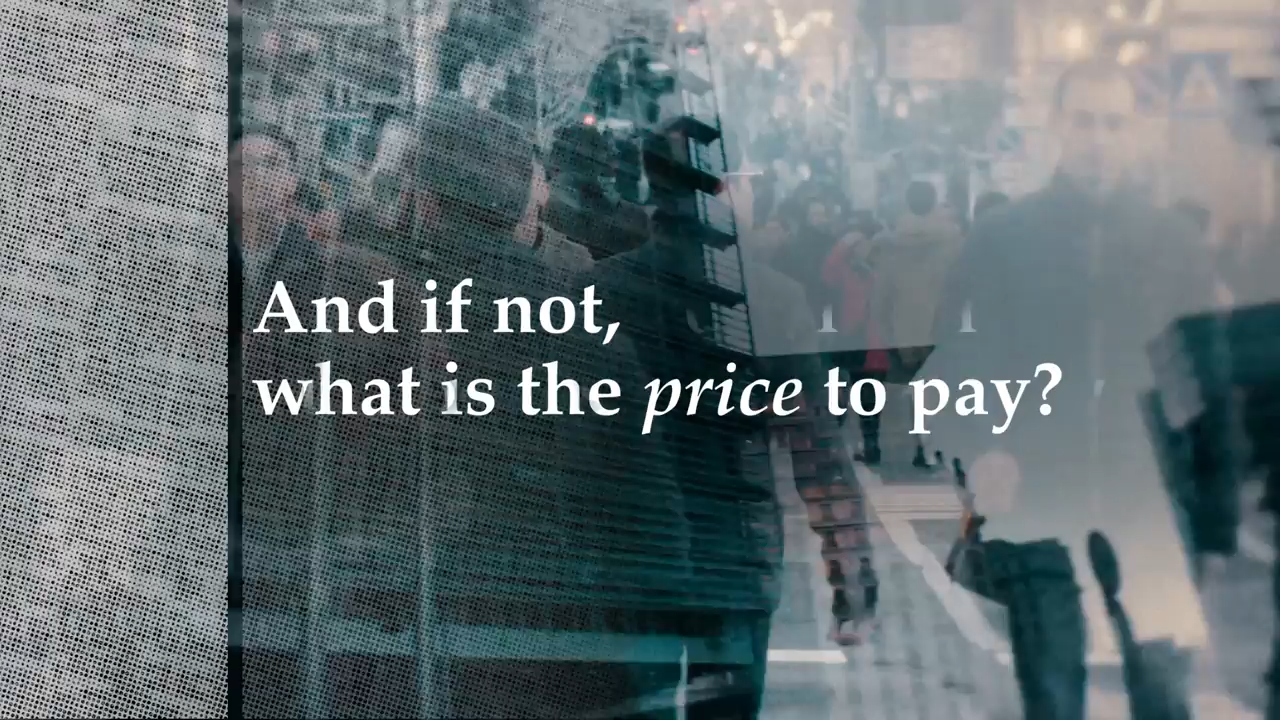 And if not,
what is the price to pay?